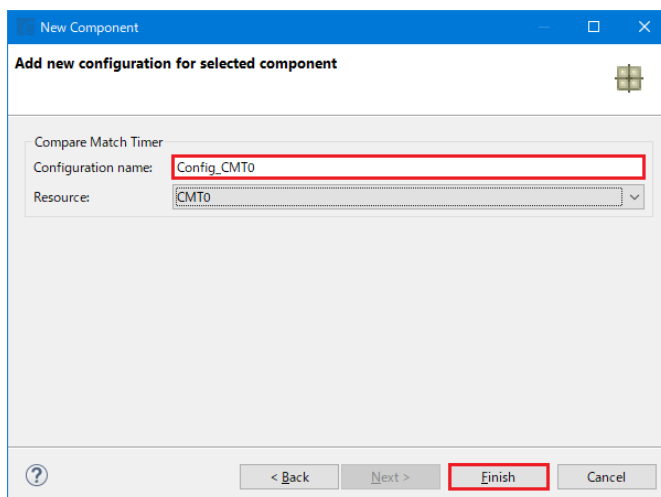 New Component
Add new configuration for selected component
Compare Match Timer
Configuration name: Config_CMT0
Resource: CMT0
? < Back Next > Finish Cancel